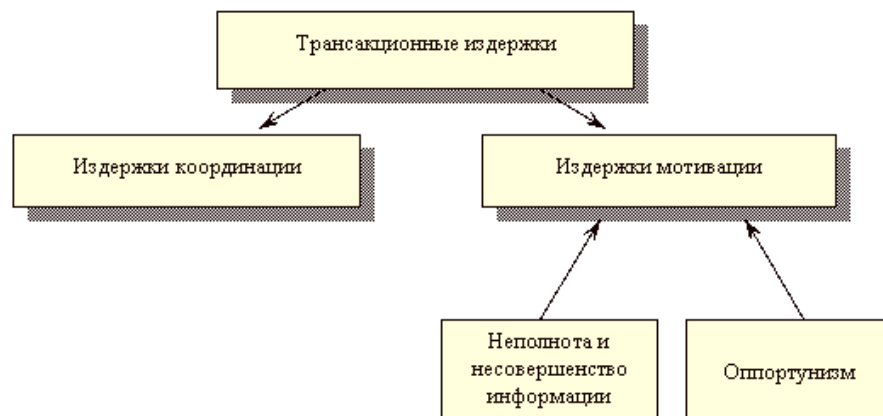 Трансакционные издержки
Издержки координации
Издержки мотивации
Неполнота и
несовершенство
информации
Оппортунизм